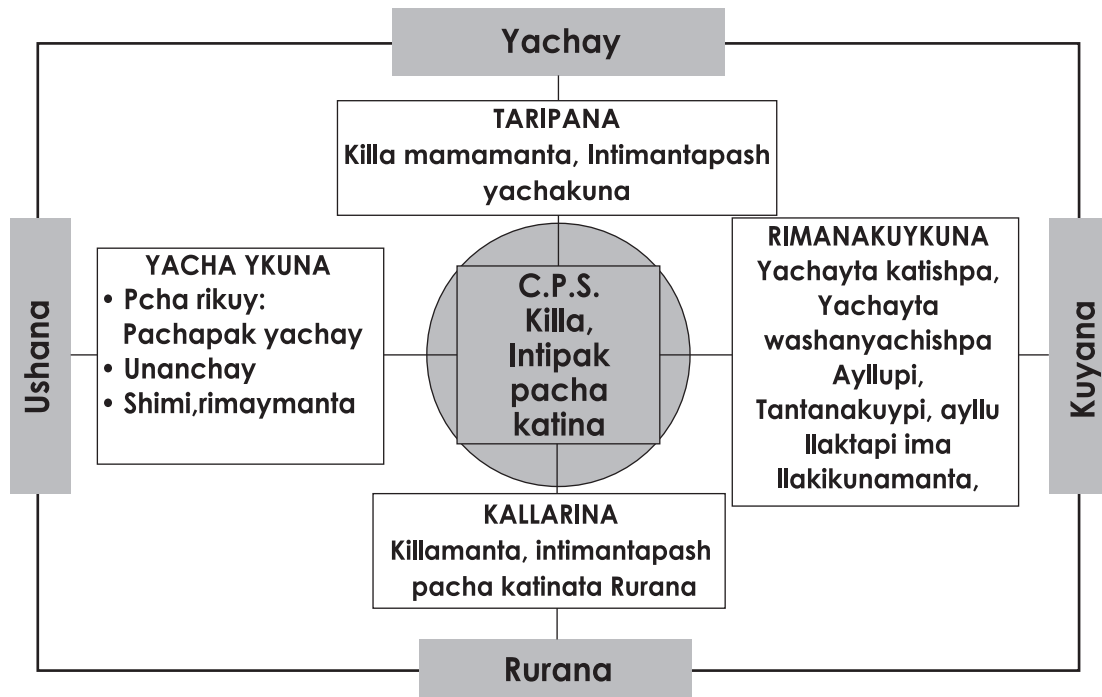 Yachay
TARIPANA
Killa mamamanta, Intimantapash
yachakuna
Ushana
YACHA YKUNA
• Pcha rikuy:
Pachapak yachay
• Unanchay
• Shimi,rimaymanta
C.P.S.
Killa,
Intipak
pacha
katina
RIMANAKUYKUNA
Yachayta katishpa,
Yachayta
washanyachishpa
Ayllupi,
Tantanakuypi, ayllu
llaktapi ima
llakikunamanta,
Kuyana
KALLARINA
Killamanta, intimantapash
pacha katinata Rurana
Rurana